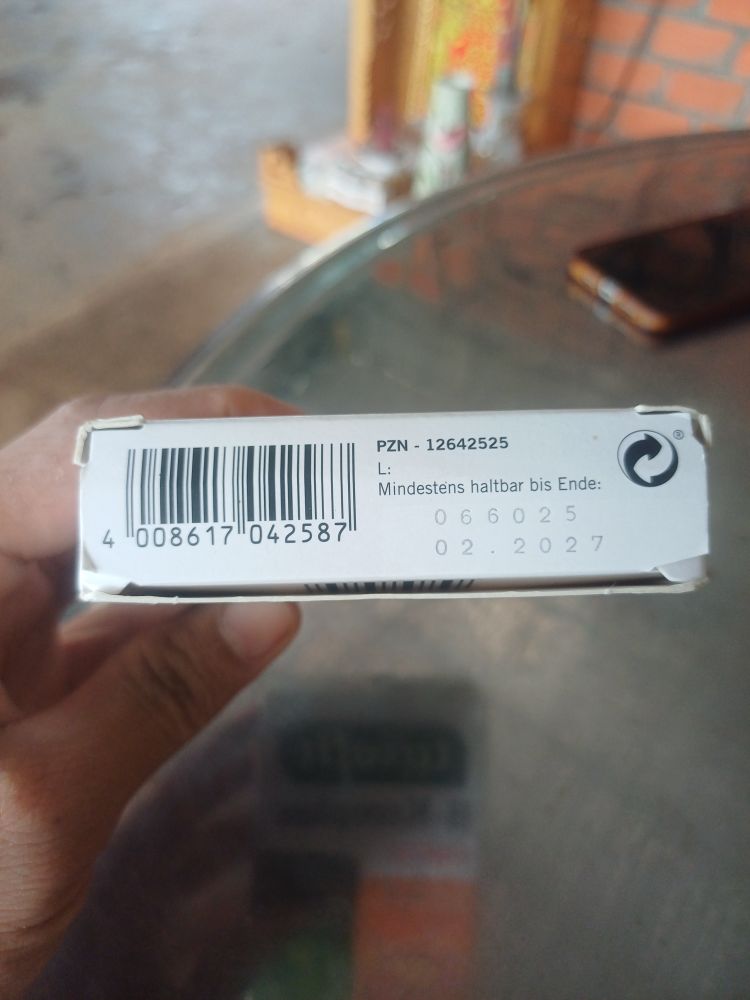 PZN - 12642525
L:
Mindestens haltbar bis Ende:
066025
02.2027
4 008617 042587
®